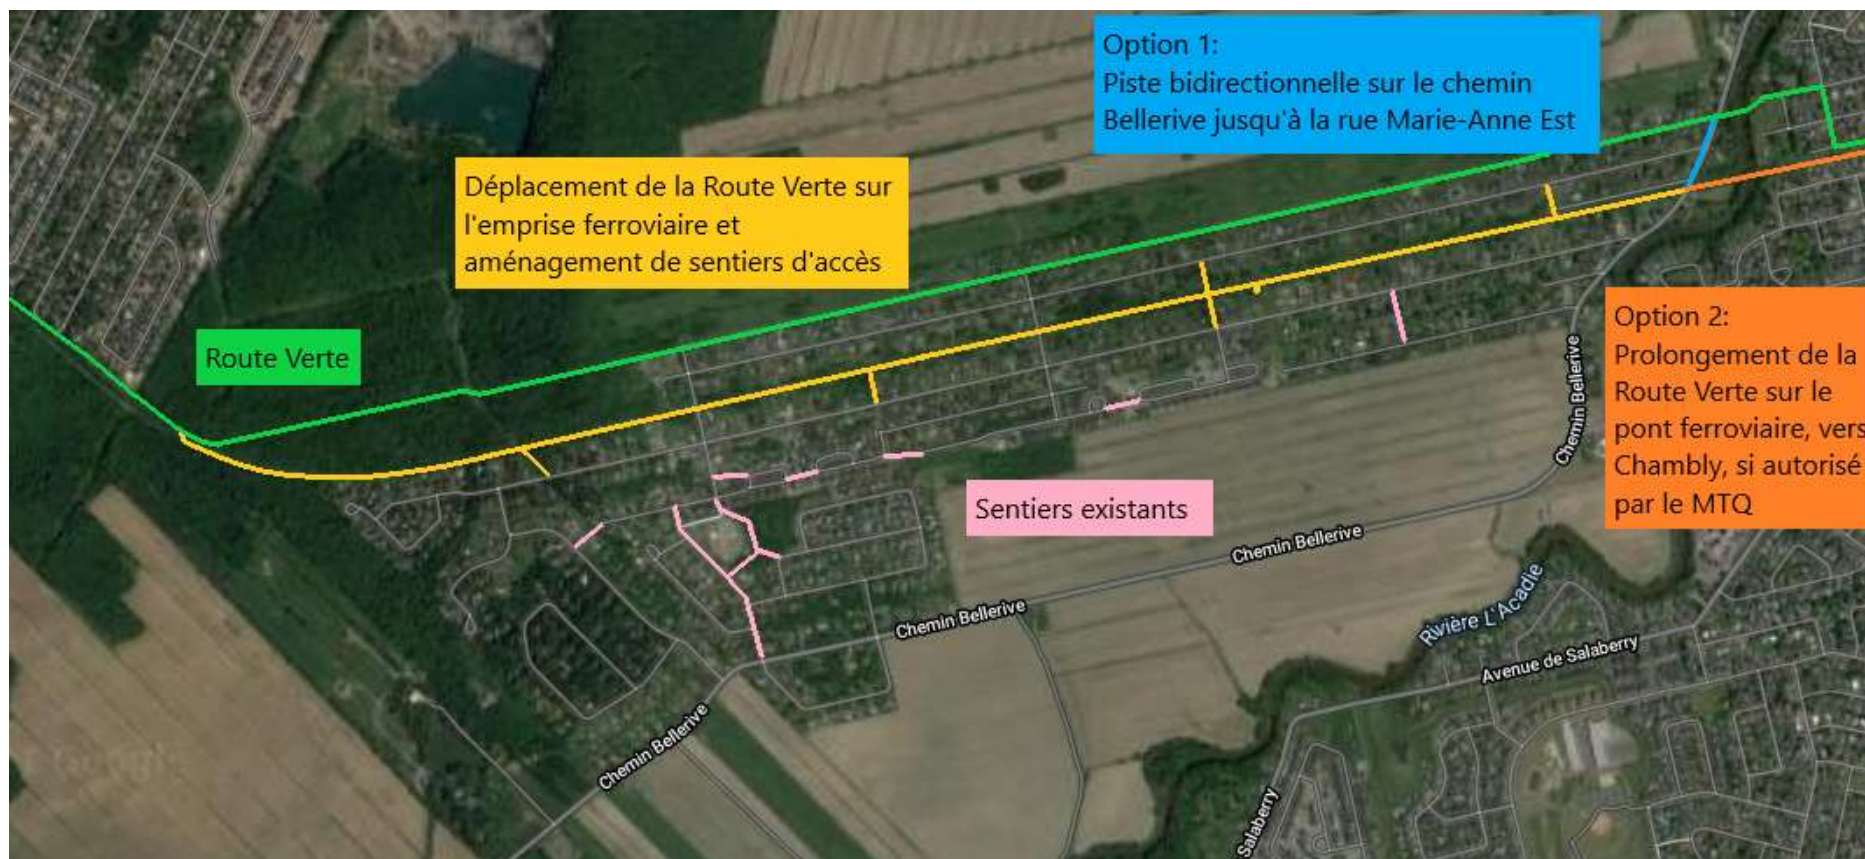 Option 1:
Piste bidirectionnelle sur le chemin
Bellerive jusqu'à la rue Marie-Anne Est
Déplacement de la Route Verte sur
l'emprise ferroviaire et
aménagement de sentiers d'accès
Route Verte
Option 2:
Prolongement de la
Route Verte sur le
pont ferroviaire, vers
Chambly, si autorisé
par le MTQ
Chemin Bellerive
Sentiers existants
Chemin Bellerive
Chemin Bellerive
Rivière L'Acadie
Avenue de Salaberry
Chemin Bellerive
Salaberry
Google